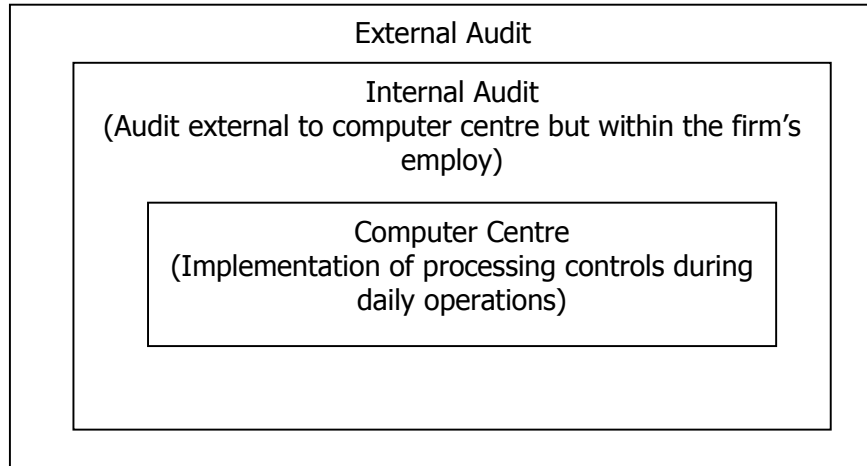 External Audit
Internal Audit
(Audit external to computer centre but within the firm’s
employ)
Computer Centre
(Implementation of processing controls during
daily operations)